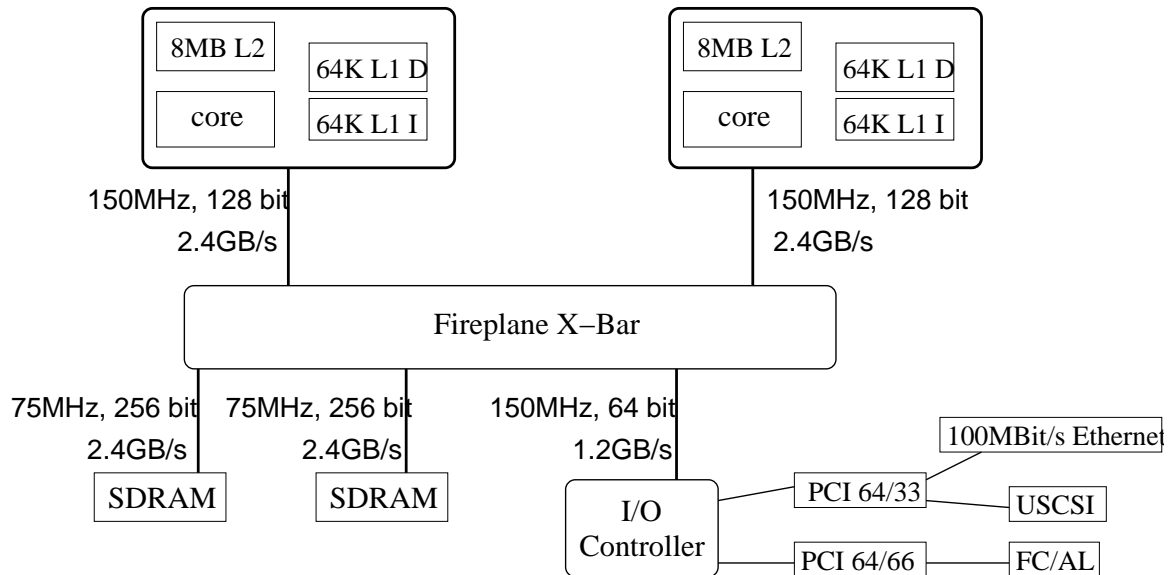 8MB L2
64K L1 D
core
64K L1 I
8MB L2
64K L1 D
core
64K L1 I
150MHz, 128 bit
2.4GB/s
150MHz, 128 bit
2.4GB/s
Fireplane X–Bar
75MHz, 256 bit
2.4GB/s
75MHz, 256 bit
2.4GB/s
150MHz, 64 bit
1.2GB/s
SDRAM
SDRAM
I/O
Controller
PCI 64/33
100MBit/s Ethernet
USCSI
PCI 64/66
FC/AL